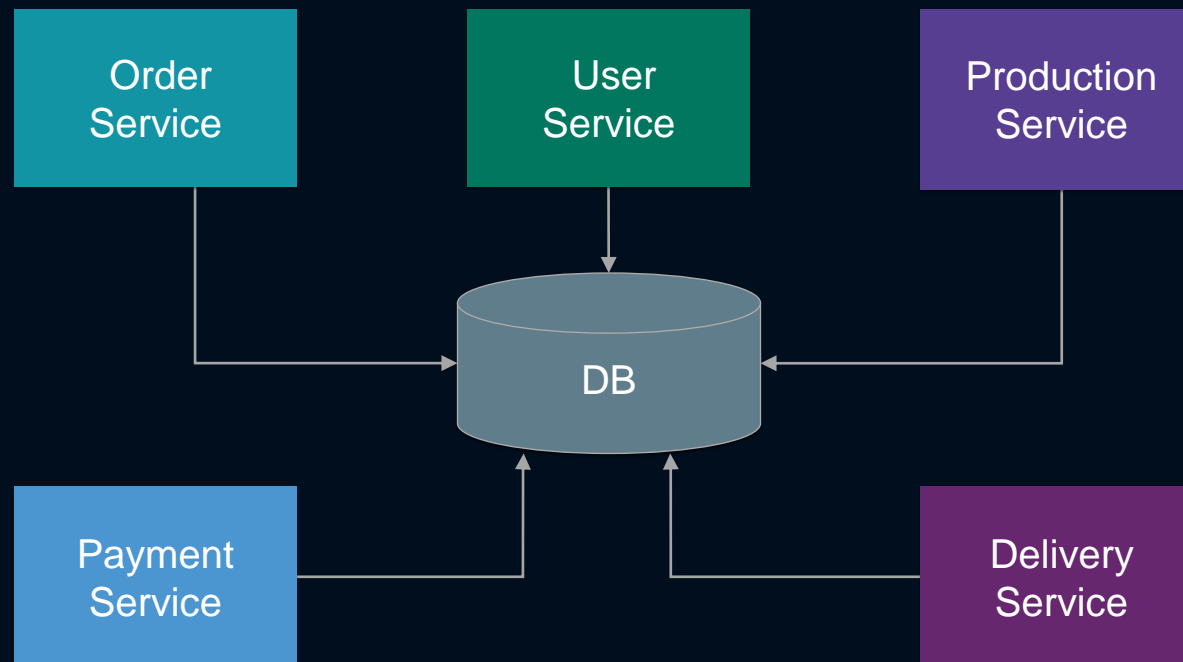 Order
Service
User
Service
Production
Service
DB
Payment
Service
Delivery
Service